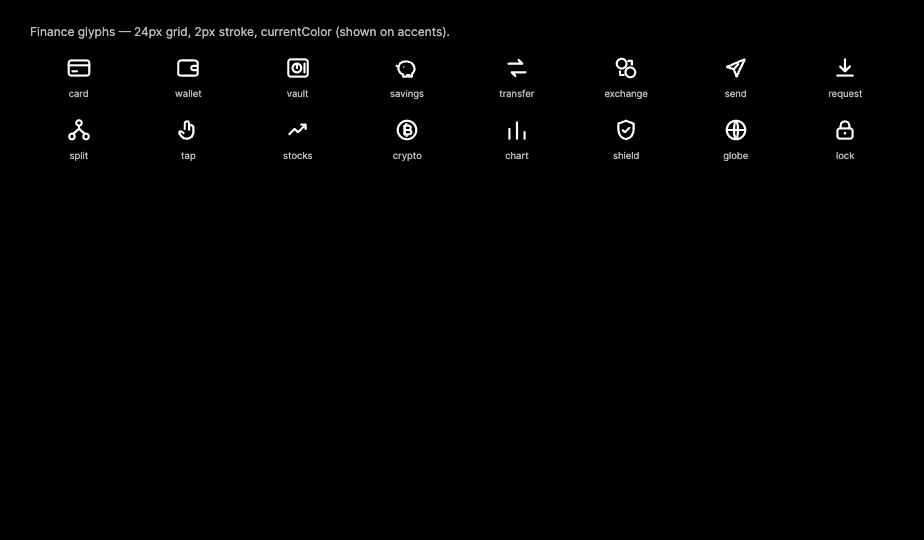 Finance glyphs — 24px grid, 2px stroke, currentColor (shown on accents).
card wallet vault savings transfer exchange send request
split tap stocks crypto chart shield globe lock